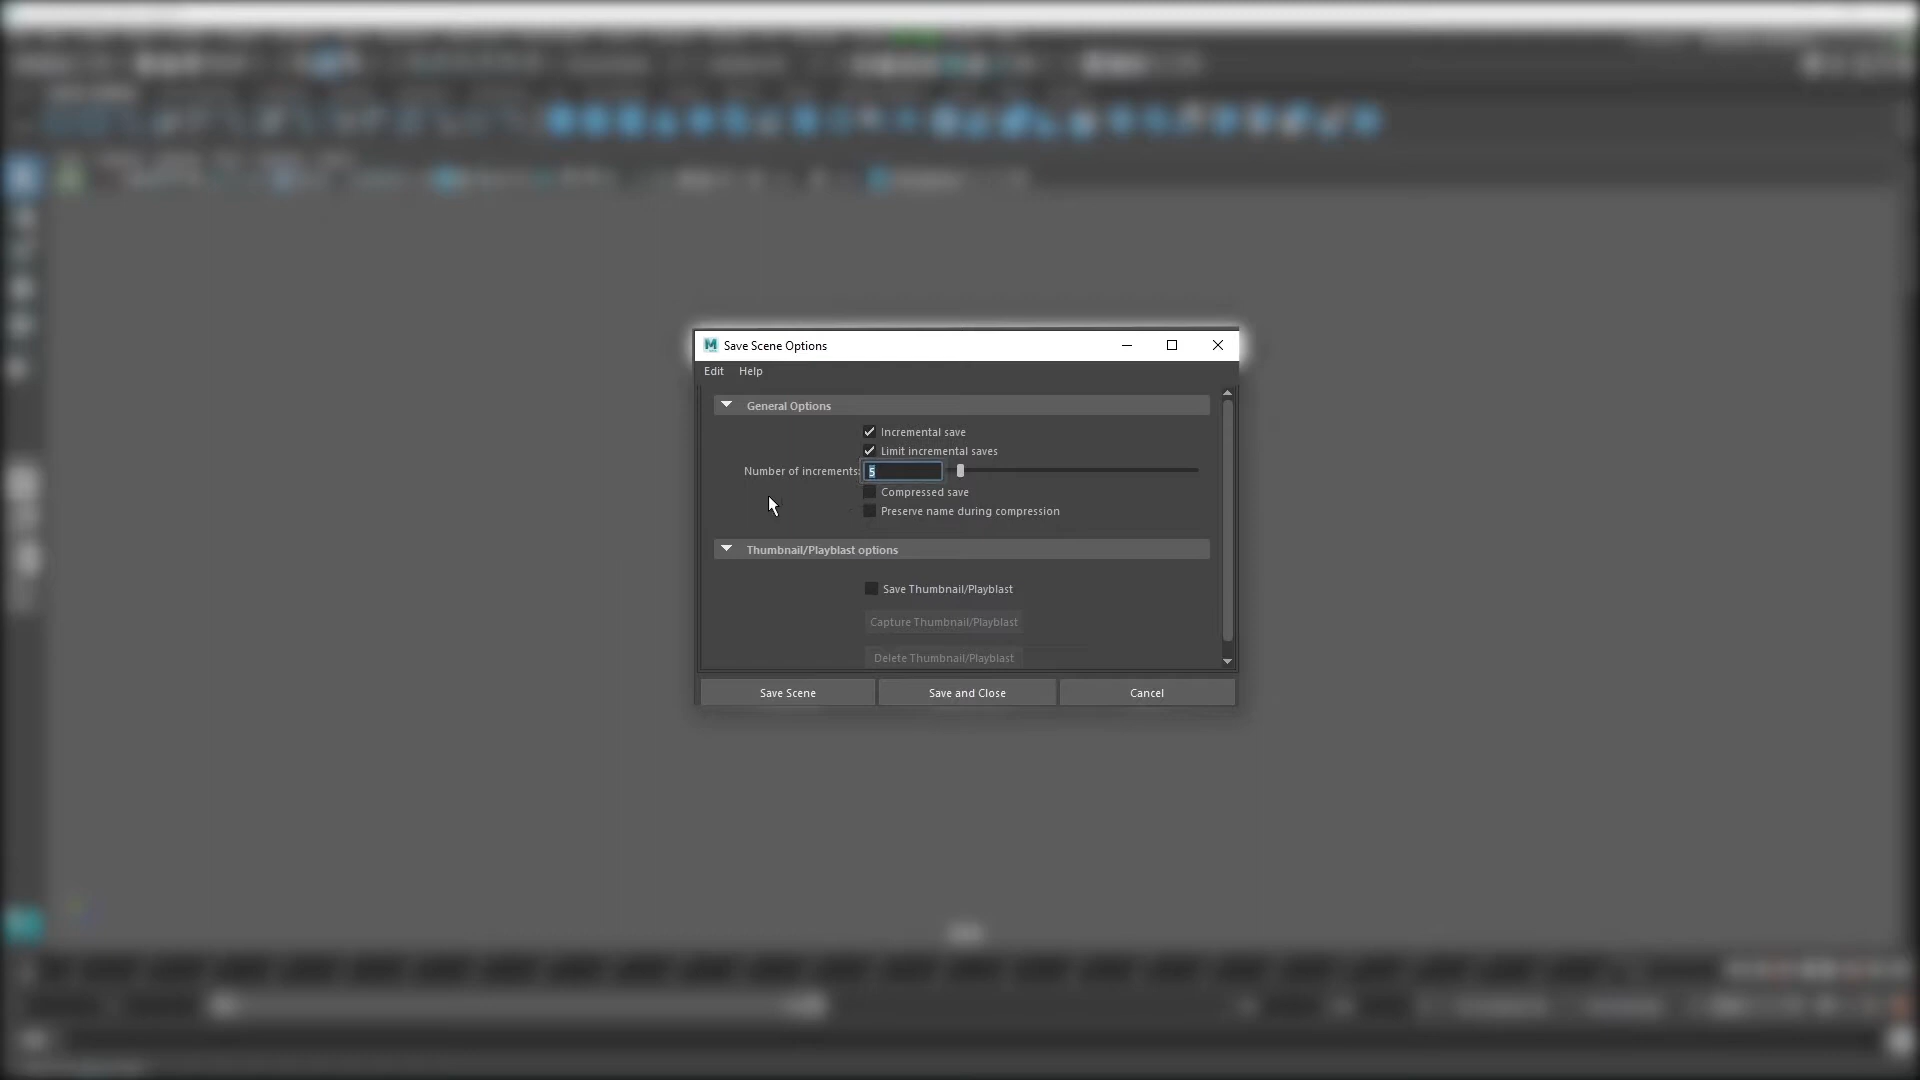 Save Scene Options
Edit Help
General Options
Incremental save
Limit incremental saves
Number of increments: 5
Compressed save
Preserve name during compression
Thumbnail/Playblast options
Save Thumbnail/Playblast
Capture Thumbnail/Playblast
Delete Thumbnail/Playblast
Save Scene Save and Close Cancel